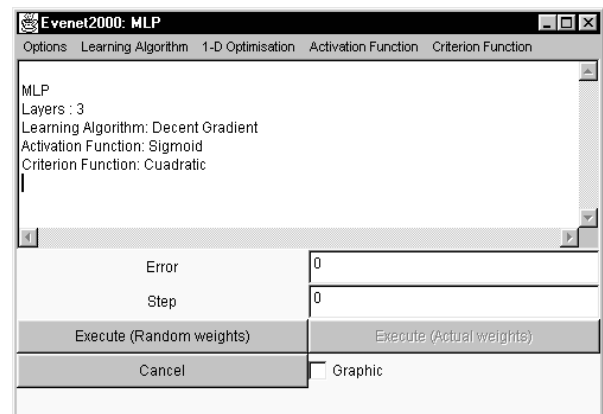 Evenet2000: MLP
Options Learning Algorithm 1-D Optimisation Activation Function Criterion Function
MLP
Layers : 3
Learning Algorithm: Decent Gradient
Activation Function: Sigmoid
Criterion Function: Cuadratic
Error 0
Step 0
Execute (Random weights) Execute (Actual weights)
Cancel Graphic